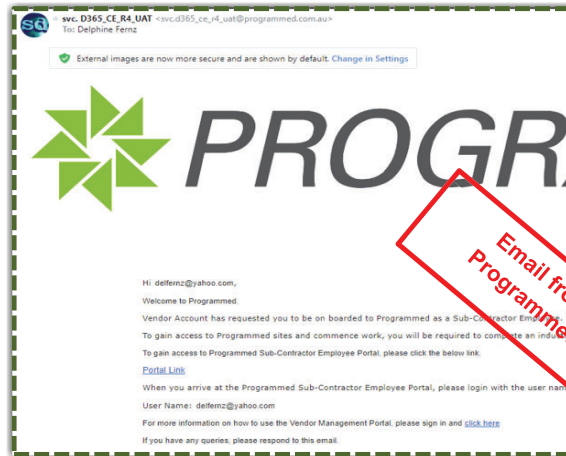 sd
svc. D365_CE_R4_UAT <svc.d365_ce_r4_uat@programmed.com.au>
To: Delphine Fernz
External images are now more secure and are shown by default. Change in Settings
PROGR
Email fro
Programme
Hi delfernz@yahoo.com,
Welcome to Programmed.
Vendor Account has requested you to be on boarded to Programmed as a Sub-Contractor Employee.
To gain access to Programmed sites and commence work, you will be required to complete an indu
To gain access to Programmed Sub-Contractor Employee Portal, please click the below link.
Portal Link
When you arrive at the Programmed Sub-Contractor Employee Portal, please login with the user nam
User Name: delfernz@yahoo.com
For more information on how to use the Vendor Management Portal, please sign in and click here
If you have any queries, please respond to this email.